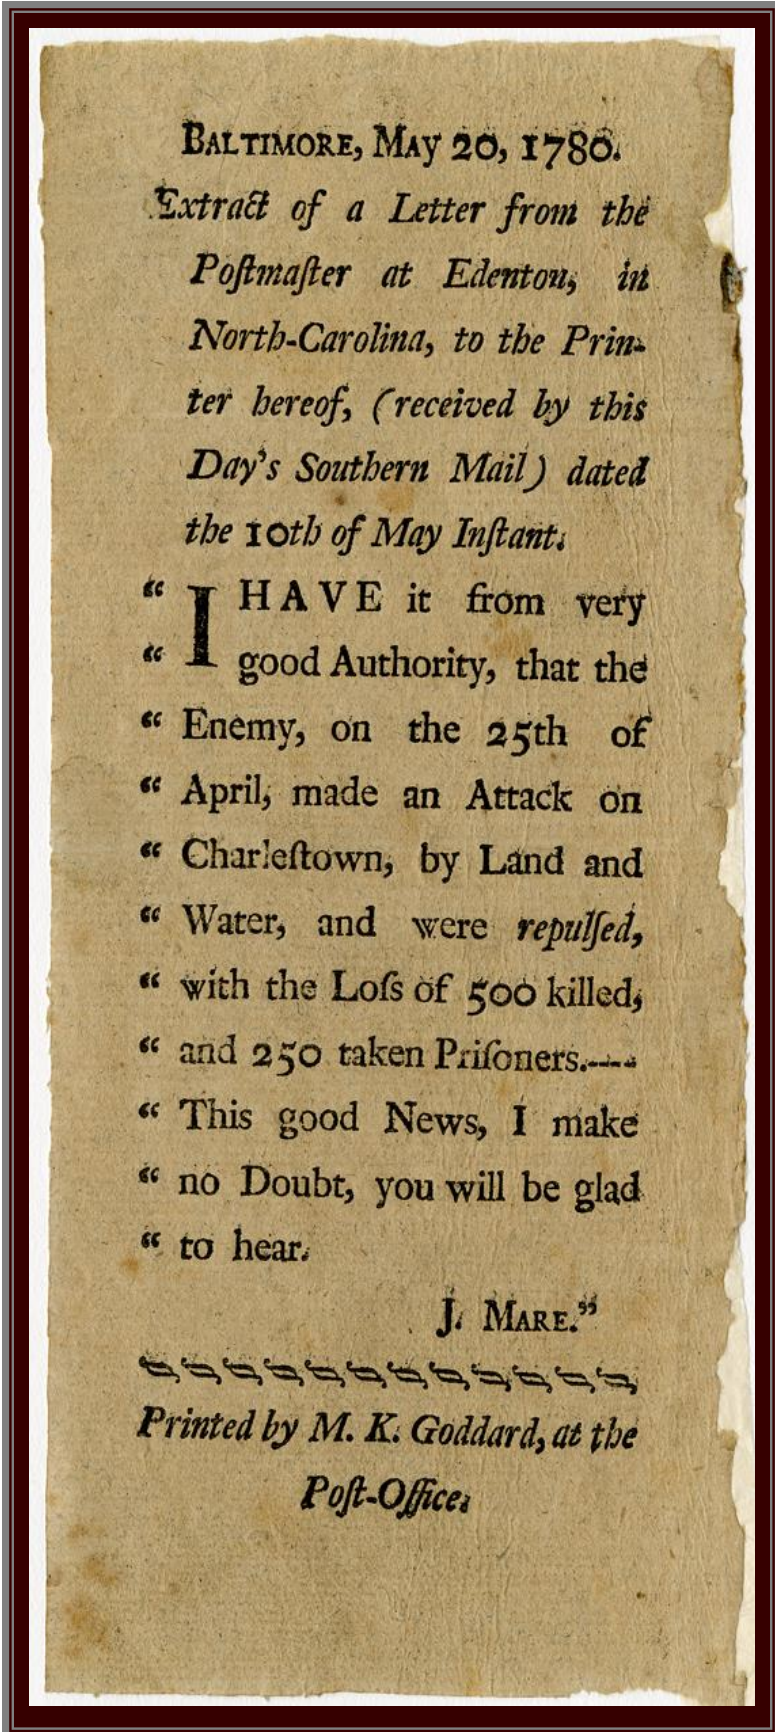 BALTIMORE, MAY 20, 1780.
Extract of a Letter from the
Poſtmaſter at Edenton, in
North-Carolina, to the Prin-
ter hereof, (received by this
Day's Southern Mail) dated
the 10th of May Inſtant.
“ I HAVE it from very
“ good Authority, that the
“ Enemy, on the 25th of
“ April, made an Attack on
“ Charleſtown, by Land and
“ Water, and were repulſed,
“ with the Loſs of 500 killed,
“ and 250 taken Priſoners.----
“ This good News, I make
“ no Doubt, you will be glad
“ to hear.
J. MARE.”
Printed by M. K. Goddard, at the
Poſt-Office.